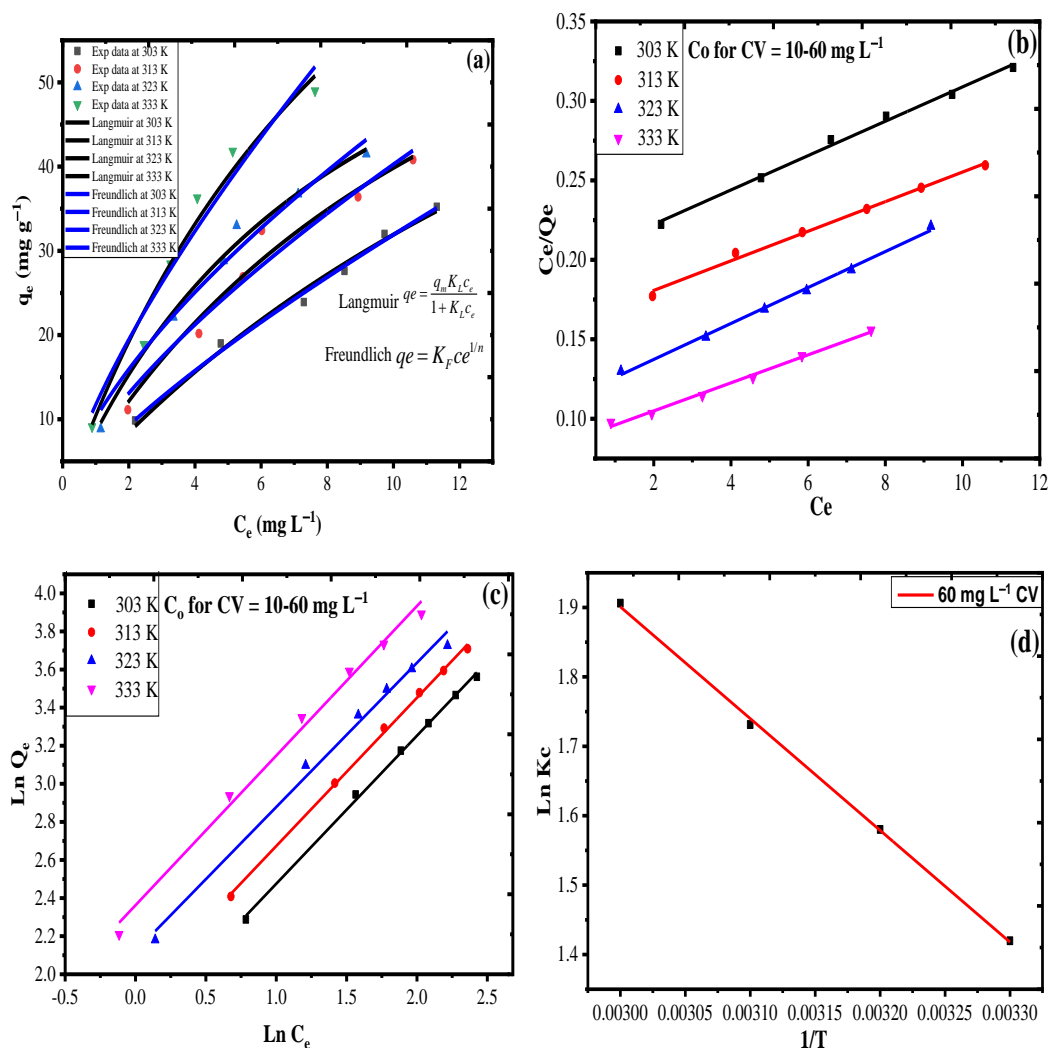 (a)
Exp data at 303 K
Exp data at 313 K
Exp data at 323 K
Exp data at 333 K
Langmuir at 303 K
Langmuir at 313 K
Langmuir at 323 K
Langmuir at 333 K
Freundlich at 303 K
Freundlich at 313 K
Freundlich at 323 K
Freundlich at 333 K
50
40
30
20
10
qₑ (mg g⁻¹)
Langmuir qe = q_m K_L c_e / 1 + K_L c_e
Freundlich qe = K_F ce^{1/n}
0 2 4 6 8 10 12
Cₑ (mg L⁻¹)
(b)
303 K Co for CV = 10-60 mg L⁻¹
313 K
323 K
333 K
0.35
0.30
0.25
0.20
0.15
0.10
Ce/Qe
2 4 6 8 10 12
Ce
(c)
303 K Cₒ for CV = 10-60 mg L⁻¹
313 K
323 K
333 K
4.0
3.8
3.6
3.4
3.2
3.0
2.8
2.6
2.4
2.2
2.0
Ln Qₑ
-0.5 0.0 0.5 1.0 1.5 2.0 2.5
Ln Cₑ
60 mg L⁻¹ CV
(d)
1.9
1.8
1.7
1.6
1.5
1.4
Ln Kc
0.00300 0.00305 0.00310 0.00315 0.00320 0.00325 0.00330
1/T